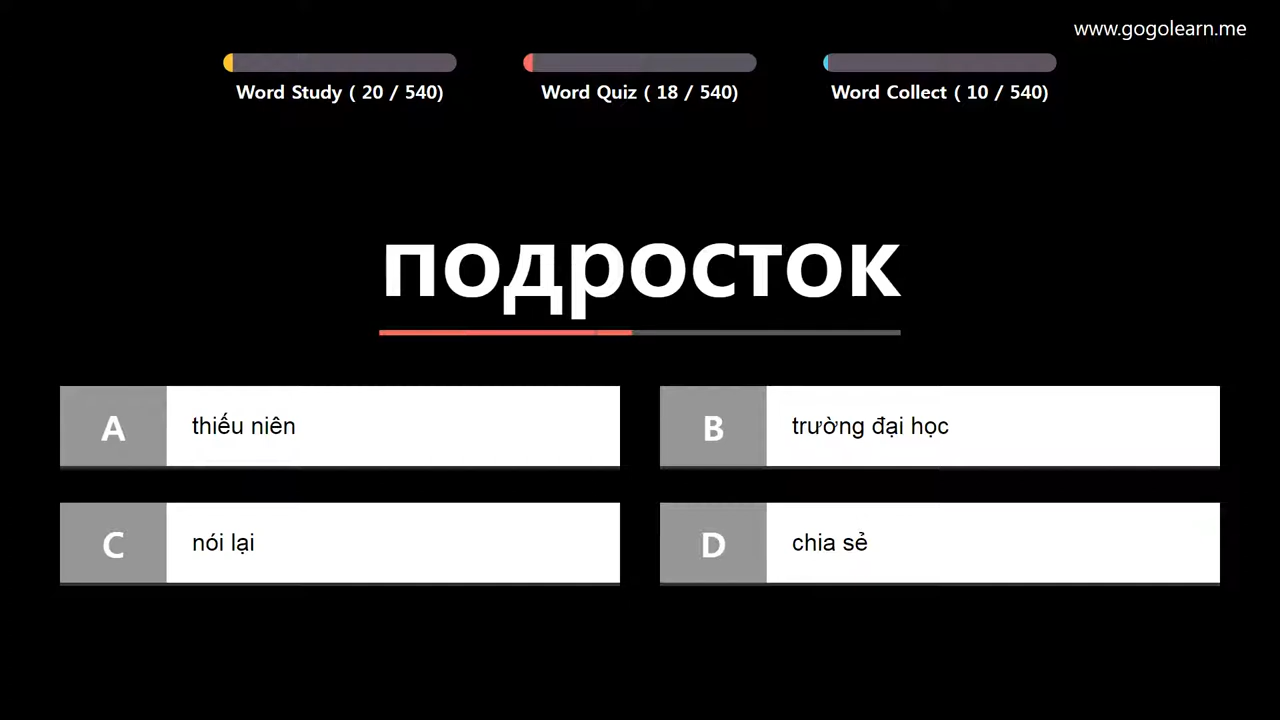 www.gogolearn.me
Word Study ( 20 / 540)
Word Quiz ( 18 / 540)
Word Collect ( 10 / 540)
подросток
A thiếu niên
B trường đại học
C nói lại
D chia sẻ